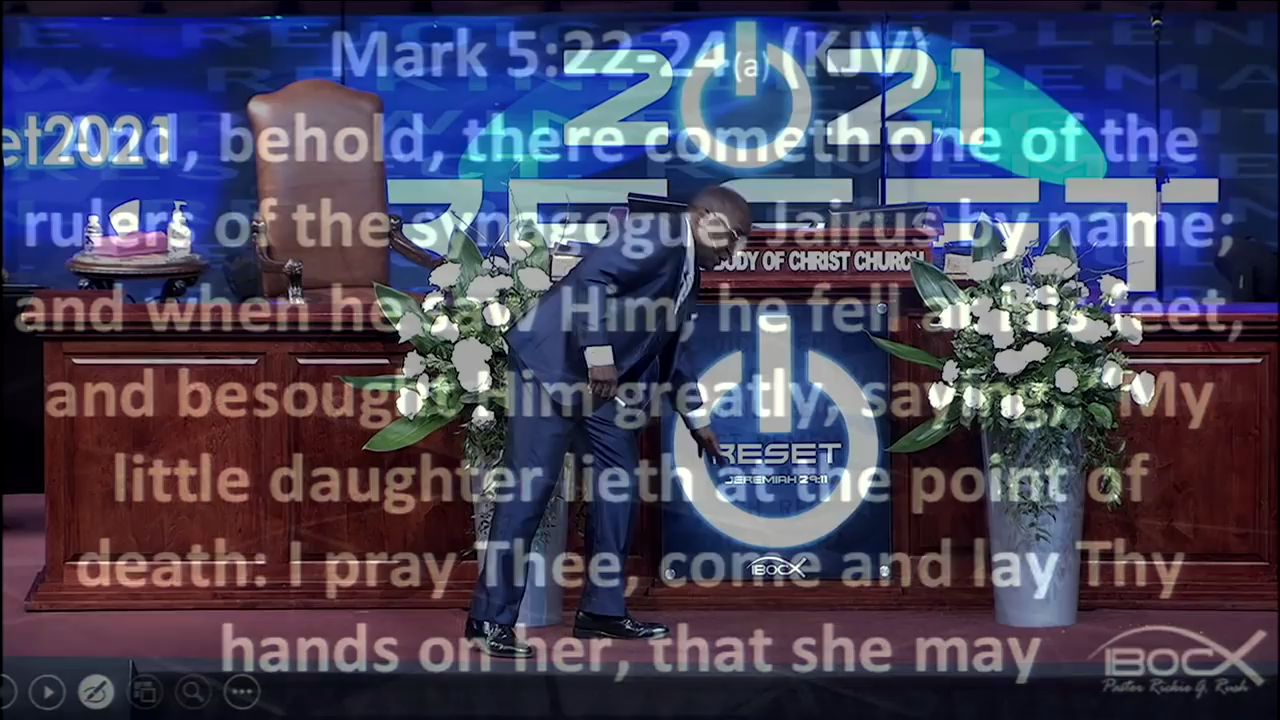 Mark 5:22-24(a) (KJV)
And, behold, there cometh one of the
rulers of the synagogue, Jairus by name;
and when he saw Him, he fell at His feet,
and besought Him greatly, saying, "My
little daughter lieth at the point of
death: I pray Thee, come and lay Thy
hands on her, that she may
2021
RESET
et2021
BODY OF CHRIST CHURCH
RESET
JEREMIAH 29:11
IBOCX
IBOCX
Pastor Rickie G. Rush